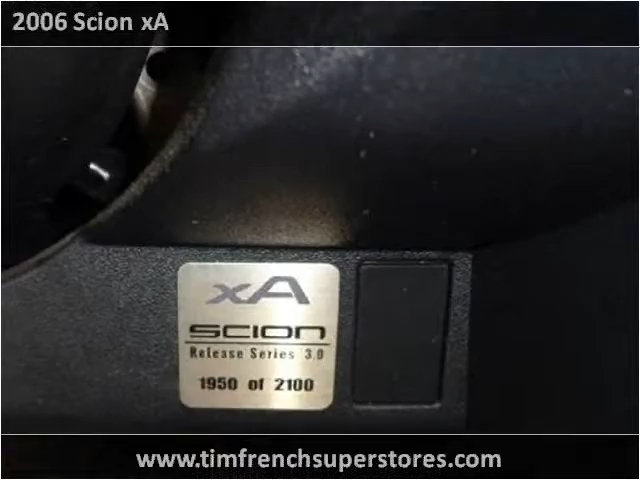 2006 Scion xA
xA
SCION
Release Series 3.0
1950 of 2100
www.timfrenchsuperstores.com